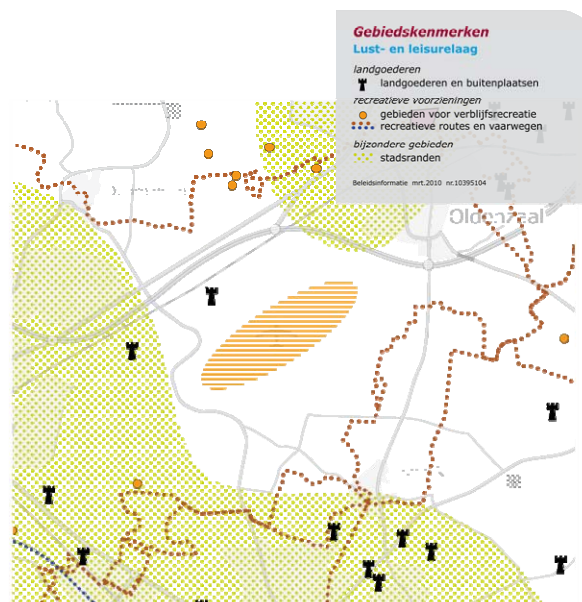 Gebiedskenmerken
Lust- en leisurelaag
landgoederen
landgoederen en buitenplaatsen
recreatieve voorzieningen
gebieden voor verblijfsrecreatie
recreatieve routes en vaarwegen
bijzondere gebieden
stadsranden
Beleidsinformatie mrt.2010 nr.10395104
Oldenzaal